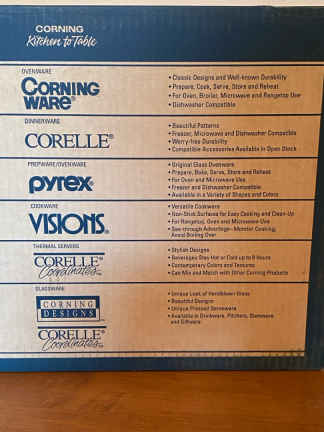 CORNING
Kitchen to Table
OVENWARE
CORNING
WARE®
• Classic Designs and Well-known Durability
• Prepare, Cook, Serve, Store and Reheat
• For Oven, Broiler, Microwave and Rangetop Use
• Dishwasher Compatible
DINNERWARE
CORELLE®
• Beautiful Patterns
• Freezer, Microwave and Dishwasher Compatible
• Worry-free Durability
• Compatible Accessories Available in Open Stock
PREPWARE/OVENWARE
PYREX®
• Original Glass Ovenware
• Prepare, Bake, Serve, Store and Reheat
• For Oven and Microwave Use
• Freezer and Dishwasher Compatible
• Available in a Variety of Shapes and Colors
COOKWARE
VISIONS®
• Versatile Cookware
• Non-Stick Surfaces for Easy Cooking and Clean-Up
• For Rangetop, Oven and Microwave Use
• See-through Advantage—Monitor Cooking,
Avoid Boiling Over
THERMAL SERVERS
CORELLE®
Coordinates™
• Stylish Designs
• Beverages Stay Hot or Cold up to 8 Hours
• Contemporary Colors and Textures
• Can Mix and Match with Other Corning Products
GLASSWARE
CORNING
DESIGNS™
CORELLE®
Coordinates™
• Unique Look of Handblown Glass
• Beautiful Designs
• Unique Pressed Serveware
• Available in Drinkware, Pitchers, Stemware
and Giftware